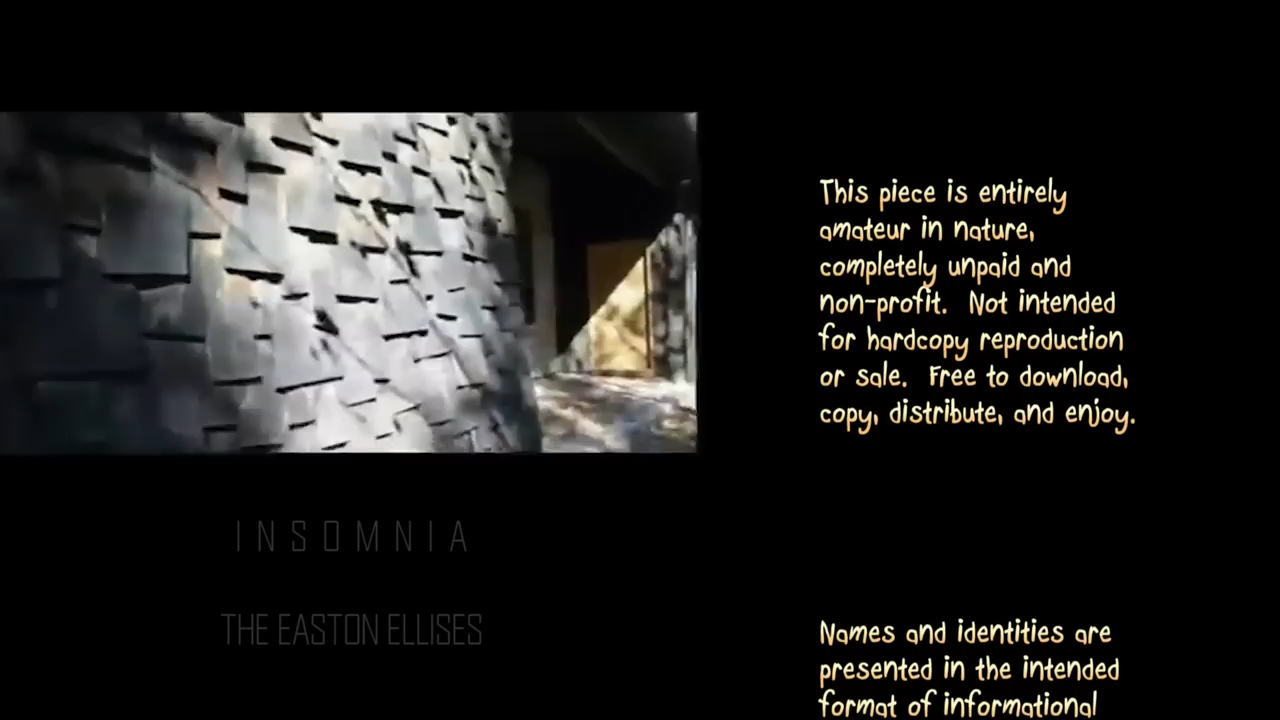 This piece is entirely
amateur in nature,
completely unpaid and
non-profit. Not intended
for hardcopy reproduction
or sale. Free to download,
copy, distribute, and enjoy.
INSOMNIA
THE EASTON ELLISES
Names and identities are
presented in the intended
format of informational